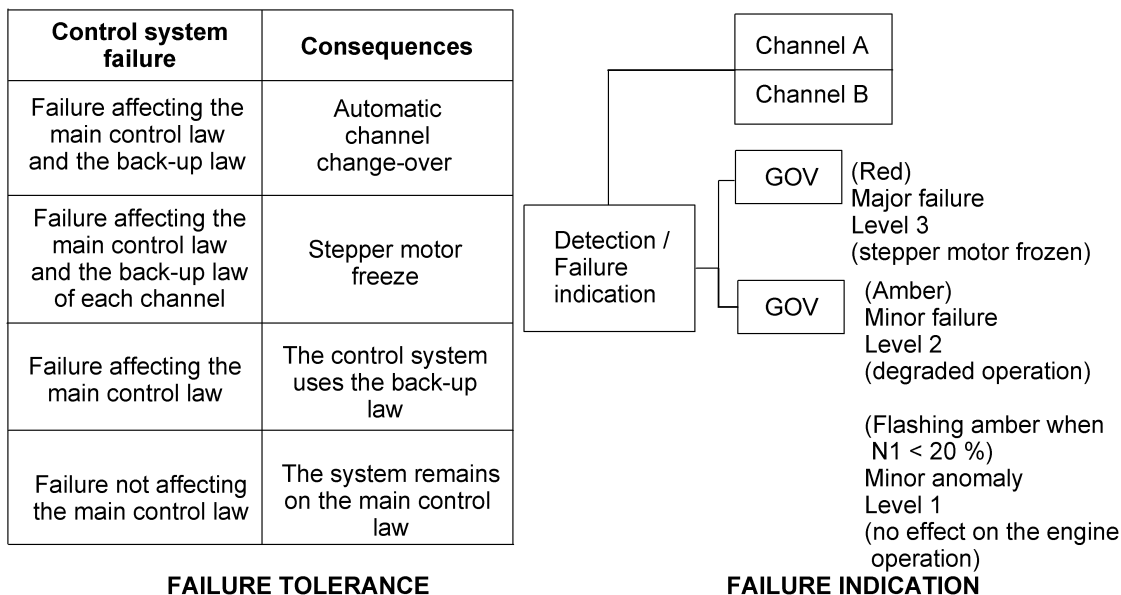 Control system
failure
Consequences
Failure affecting the
main control law
and the back-up law
Automatic
channel
change-over
Failure affecting the
main control law
and the back-up law
of each channel
Stepper motor
freeze
Failure affecting the
main control law
The control system
uses the back-up
law
Failure not affecting
the main control law
The system remains
on the main control
law
FAILURE TOLERANCE
Channel A
Channel B
Detection /
Failure
indication
GOV
(Red)
Major failure
Level 3
(stepper motor frozen)
GOV
(Amber)
Minor failure
Level 2
(degraded operation)
(Flashing amber when
N1 < 20 %)
Minor anomaly
Level 1
(no effect on the engine
operation)
FAILURE INDICATION